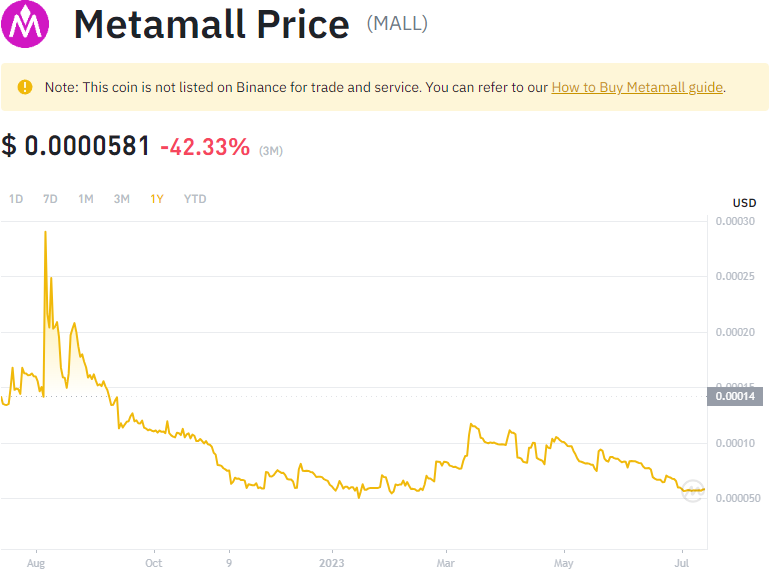 Metamall Price (MALL)
Note: This coin is not listed on Binance for trade and service. You can refer to our How to Buy Metamall guide.
$ 0.0000581 -42.33% (3M)
1D 7D 1M 3M 1Y YTD
USD
0.00030
0.00025
0.00020
0.00015
0.00014
0.00010
0.000050
Aug Oct 9 2023 Mar May Jul